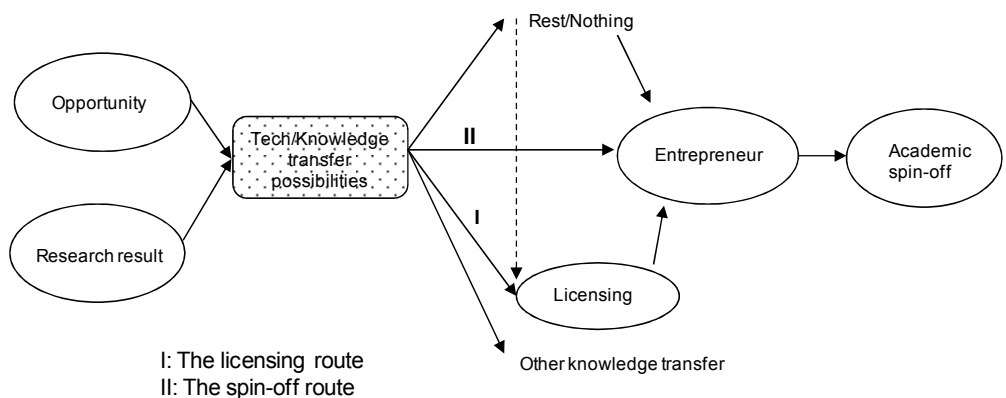 Rest/Nothing
Opportunity
Tech/Knowledge
transfer
possibilities
II
Entrepreneur
Academic
spin-off
I
Research result
Licensing
Other knowledge transfer
I: The licensing route
II: The spin-off route